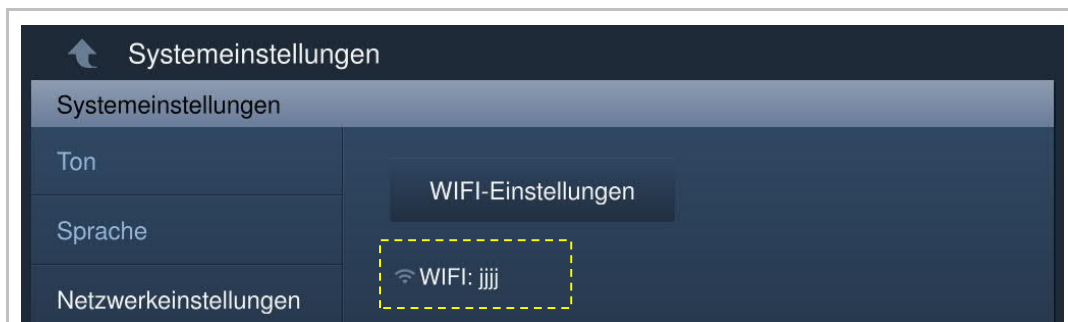 Systemeinstellungen
Systemeinstellungen
Ton
WIFI-Einstellungen
Sprache
WIFI: jjjj
Netzwerkeinstellungen